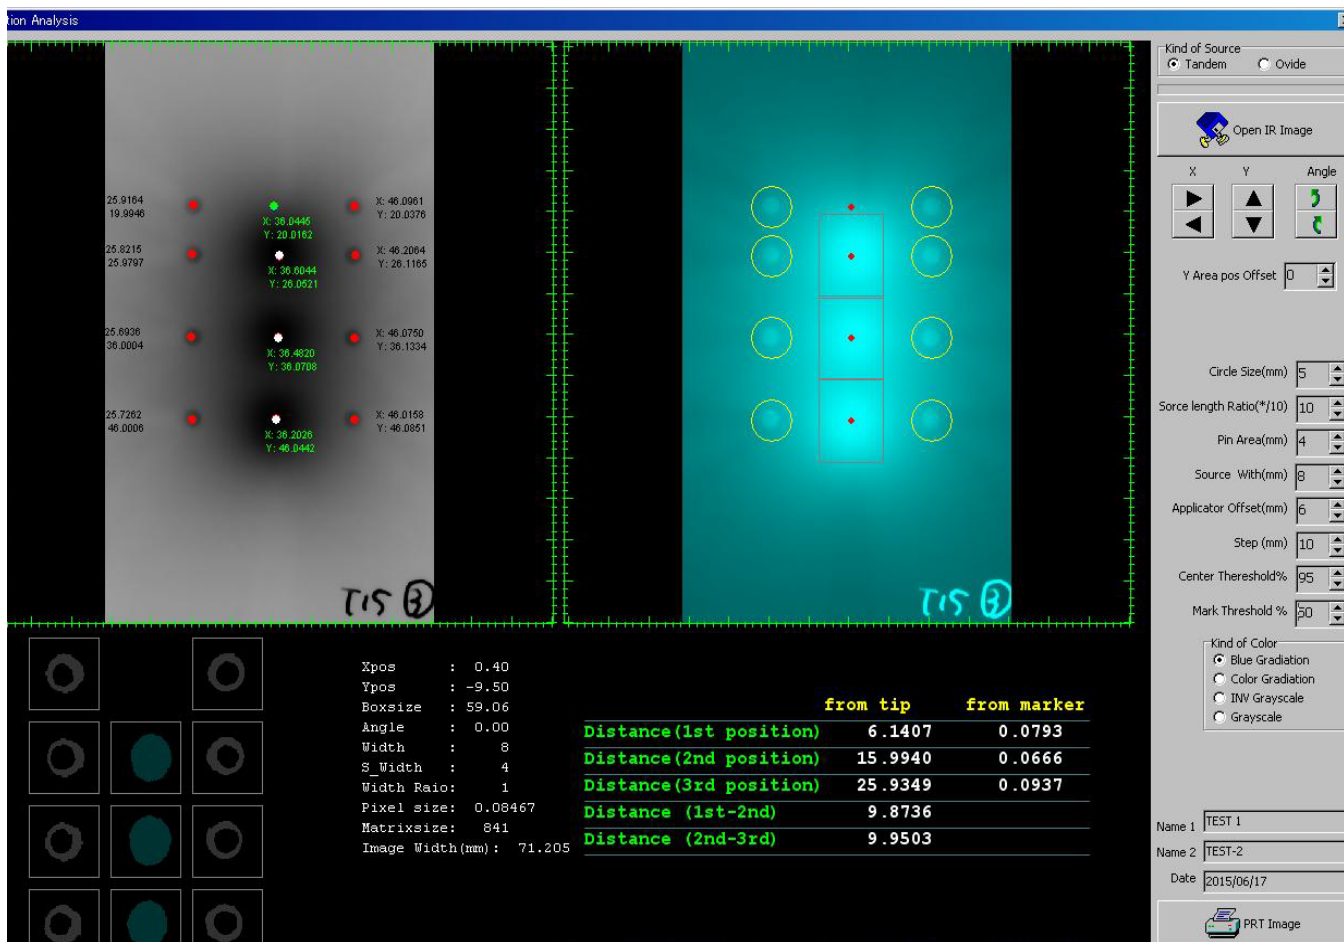 tion Analysis
Kind of Source
Tandem Ovide
Open IR Image
X Y Angle
Y Area pos Offset 0
Circle Size(mm) 5
Sorce length Ratio(*/10) 10
Pin Area(mm) 4
Source With(mm) 8
Applicator Offset(mm) 6
Step (mm) 10
Center Thereshold% 95
Mark Threshold % 50
Kind of Color
Blue Gradiation
Color Gradiation
INV Grayscale
Grayscale
Name 1 TEST 1
Name 2 TEST-2
Date 2015/06/17
PRT Image
25.9164
19.9946
X: 36.0445
Y: 20.0162
X: 46.0961
Y: 20.0376
25.8215
25.9797
X: 36.6044
Y: 26.0521
X: 46.2064
Y: 26.1165
25.6936
36.0004
X: 36.4820
Y: 36.0708
X: 46.0750
Y: 36.1334
25.7262
46.0006
X: 36.2026
Y: 46.0442
X: 46.0158
Y: 46.0851
T15 ③
T15 ③
Xpos : 0.40
Ypos : -9.50
Boxsize : 59.06
Angle : 0.00
Width : 8
S_Width : 4
Width Raio: 1
Pixel size: 0.08467
Matrixsize: 841
Image Width(mm): 71.205
from tip from marker
Distance(1st position) 6.1407 0.0793
Distance(2nd position) 15.9940 0.0666
Distance(3rd position) 25.9349 0.0937
Distance (1st-2nd) 9.8736
Distance (2nd-3rd) 9.9503